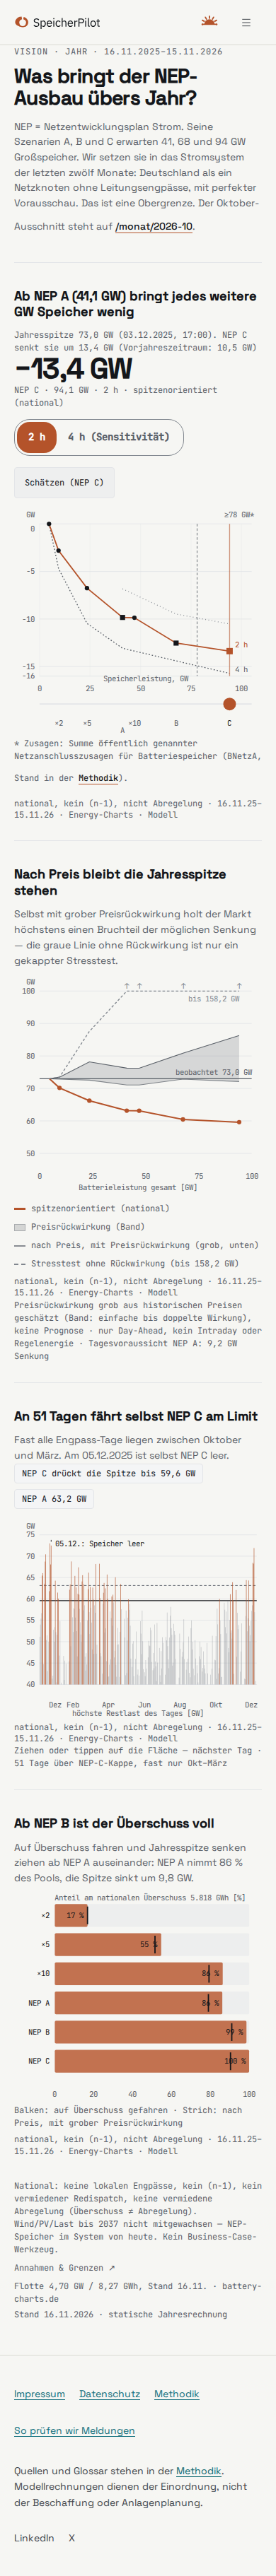 SpeicherPilot
VISION · JAHR · 16.11.2025–15.11.2026
Was bringt der NEP-
Ausbau übers Jahr?
NEP = Netzentwicklungsplan Strom. Seine
Szenarien A, B und C erwarten 41, 68 und 94 GW
Großspeicher. Wir setzen sie in das Stromsystem
der letzten zwölf Monate: Deutschland als ein
Netzknoten ohne Leitungsengpässe, mit perfekter
Vorausschau. Das ist eine Obergrenze. Der Oktober-
Ausschnitt steht auf /monat/2026-10.
Ab NEP A (41,1 GW) bringt jedes weitere
GW Speicher wenig
Jahresspitze 73,0 GW (03.12.2025, 17:00). NEP C
senkt sie um 13,4 GW (Vorjahreszeitraum: 10,5 GW)
−13,4 GW
NEP C · 94,1 GW · 2 h · spitzenorientiert
(national)
2 h 4 h (Sensitivität)
Schätzen (NEP C)
GW ≥78 GW*
0
-5
-10
-15
-16
2 h
4 h
Speicherleistung, GW
0 25 50 75 100
×2 ×5 ×10 B C
A
* Zusagen: Summe öffentlich genannter
Netzanschlusszusagen für Batteriespeicher (BNetzA,
Stand in der Methodik).
national, kein (n-1), nicht Abregelung · 16.11.25–
15.11.26 · Energy-Charts · Modell
Nach Preis bleibt die Jahresspitze
stehen
Selbst mit grober Preisrückwirkung holt der Markt
höchstens einen Bruchteil der möglichen Senkung
— die graue Linie ohne Rückwirkung ist nur ein
gekappter Stresstest.
GW
100
bis 158,2 GW
90
80
beobachtet 73,0 GW
70
60
50
0 25 50 75 100
Batterieleistung gesamt [GW]
spitzenorientiert (national)
Preisrückwirkung (Band)
nach Preis, mit Preisrückwirkung (grob, unten)
Stresstest ohne Rückwirkung (bis 158,2 GW)
national, kein (n-1), nicht Abregelung · 16.11.25–
15.11.26 · Energy-Charts · Modell
Preisrückwirkung grob aus historischen Preisen
geschätzt (Band: einfache bis doppelte Wirkung),
keine Prognose · nur Day-Ahead, kein Intraday oder
Regelenergie · Tagesvoraussicht NEP A: 9,2 GW
Senkung
An 51 Tagen fährt selbst NEP C am Limit
Fast alle Engpass-Tage liegen zwischen Oktober
und März. Am 05.12.2025 ist selbst NEP C leer.
NEP C drückt die Spitze bis 59,6 GW
NEP A 63,2 GW
GW
75
05.12.: Speicher leer
70
65
60
55
50
45
40
Dez Feb Apr Jun Aug Okt Dez
höchste Restlast des Tages [GW]
national, kein (n-1), nicht Abregelung · 16.11.25–
15.11.26 · Energy-Charts · Modell
Ziehen oder tippen auf die Fläche — nächster Tag ·
51 Tage über NEP-C-Kappe, fast nur Okt–März
Ab NEP B ist der Überschuss voll
Auf Überschuss fahren und Jahresspitze senken
ziehen ab NEP A auseinander: NEP A nimmt 86 %
des Pools, die Spitze sinkt um 9,8 GW.
Anteil am nationalen Überschuss 5.818 GWh [%]
×2 17 %
×5 55 %
×10 86 %
NEP A 86 %
NEP B 99 %
NEP C 100 %
0 20 40 60 80 100
Balken: auf Überschuss gefahren · Strich: nach
Preis, mit grober Preisrückwirkung
national, kein (n-1), nicht Abregelung · 16.11.25–
15.11.26 · Energy-Charts · Modell
National: keine lokalen Engpässe, kein (n-1), kein
vermiedener Redispatch, keine vermiedene
Abregelung (Überschuss ≠ Abregelung).
Wind/PV/Last bis 2037 nicht mitgewachsen — NEP-
Speicher im System von heute. Kein Business-Case-
Werkzeug.
Annahmen & Grenzen ↗
Flotte 4,70 GW / 8,27 GWh, Stand 16.11. · battery-
charts.de
Stand 16.11.2026 · statische Jahresrechnung
Impressum Datenschutz Methodik
So prüfen wir Meldungen
Quellen und Glossar stehen in der Methodik.
Modellrechnungen dienen der Einordnung, nicht
der Beschaffung oder Anlagenplanung.
LinkedIn X